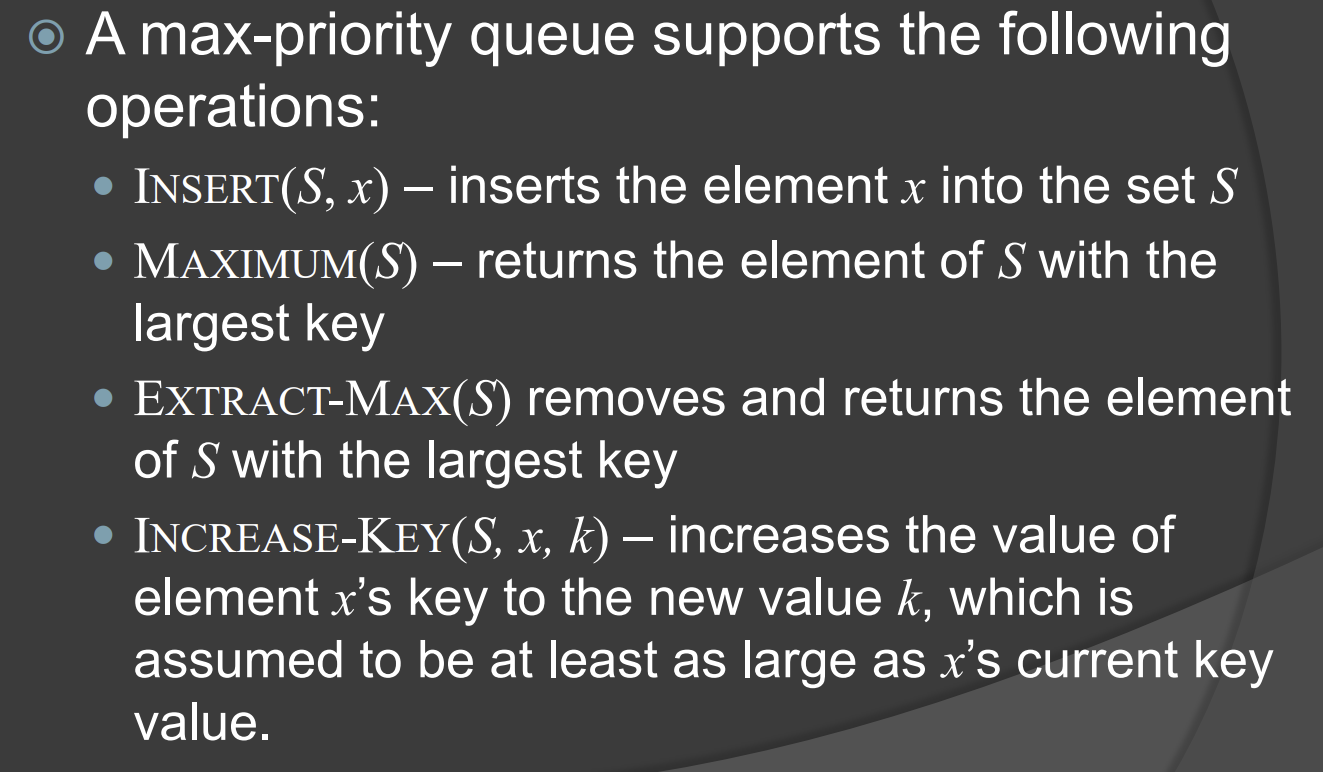 A max-priority queue supports the following
operations:
INSERT(S, x) – inserts the element x into the set S
MAXIMUM(S) – returns the element of S with the
largest key
EXTRACT-MAX(S) removes and returns the element
of S with the largest key
INCREASE-KEY(S, x, k) – increases the value of
element x’s key to the new value k, which is
assumed to be at least as large as x’s current key
value.